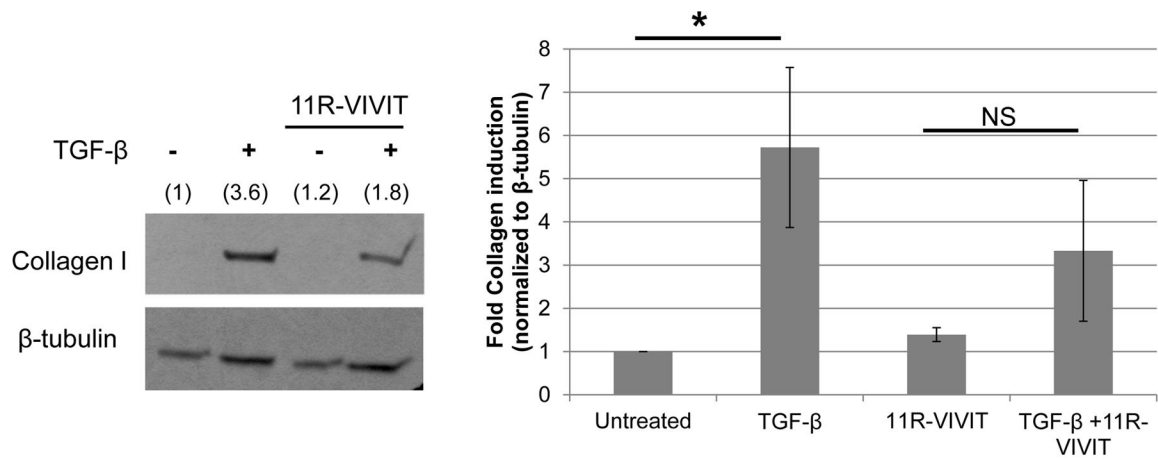 11R-VIVIT
TGF-β - + - +
(1) (3.6) (1.2) (1.8)
Collagen I
β-tubulin
Fold Collagen induction
(normalized to β-tubulin)
8
7
6
5
4
3
2
1
0
*
NS
Untreated TGF-β 11R-VIVIT TGF-β +11R-
VIVIT